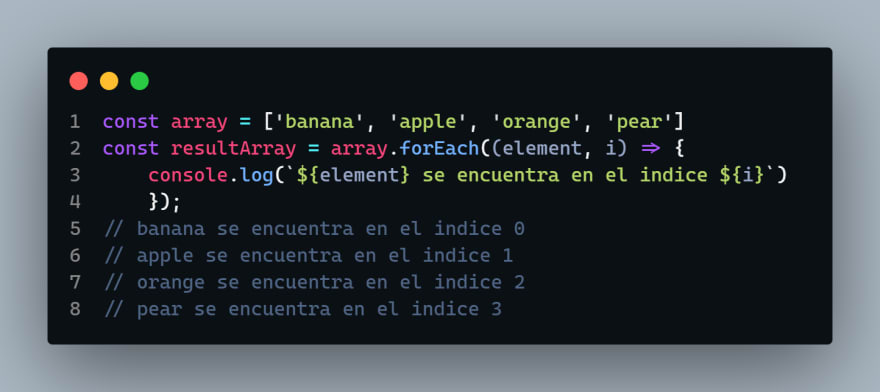 1 const array = ['banana', 'apple', 'orange', 'pear']
2 const resultArray = array.forEach((element, i) => {
3     console.log(`${element} se encuentra en el indice ${i}`)
4     });
5 // banana se encuentra en el indice 0
6 // apple se encuentra en el indice 1
7 // orange se encuentra en el indice 2
8 // pear se encuentra en el indice 3